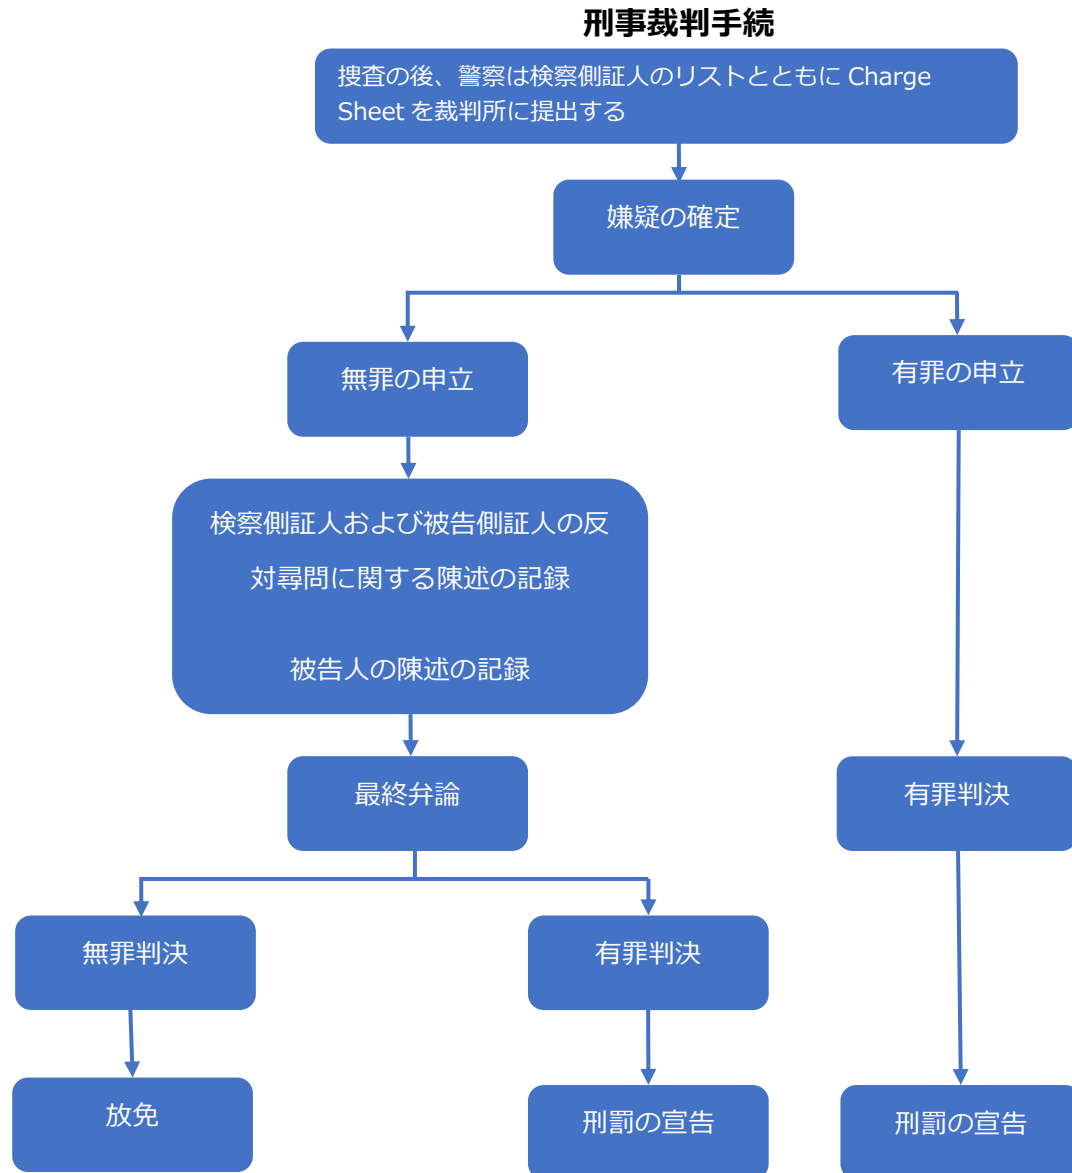 刑事裁判手続
捜査の後、警察は検察側証人のリストとともに Charge
Sheet を裁判所に提出する
嫌疑の確定
無罪の申立
有罪の申立
検察側証人および被告側証人の反
対尋問に関する陳述の記録
被告人の陳述の記録
最終弁論
有罪判決
無罪判決
有罪判決
放免
刑罰の宣告
刑罰の宣告